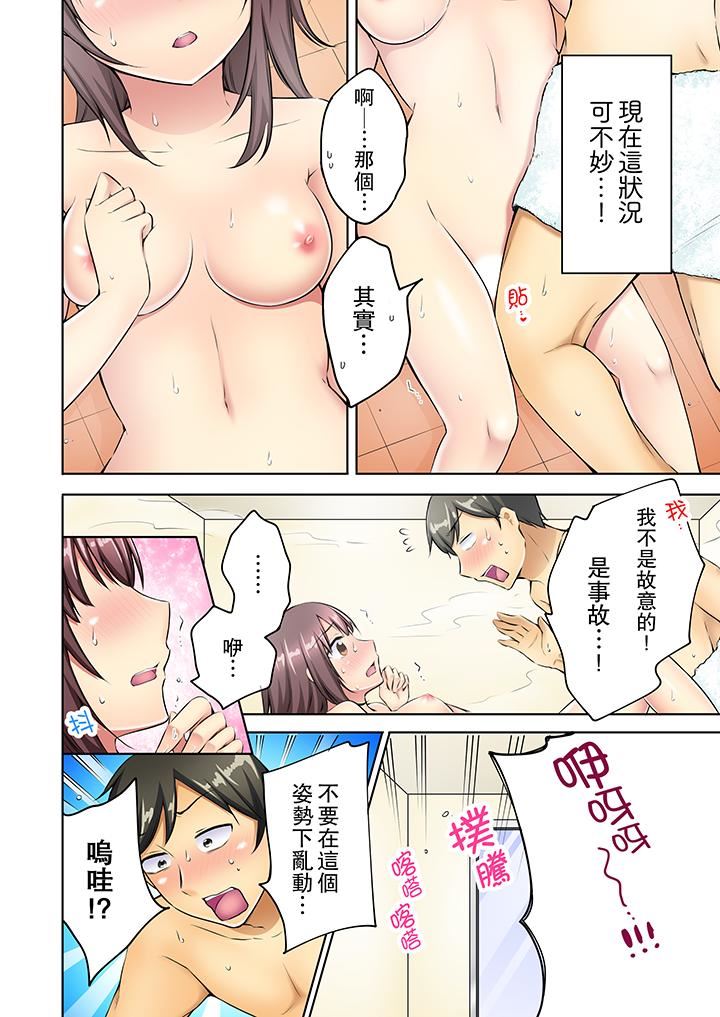 現在這狀況
可不妙…！
貼
啊—…那個…
其實…
我…
我不是故意的！
是事故…！
……
咿…
抖
咿呀呀～～!!!
撲騰
喀嗒喀嗒
不要在這個
姿勢下亂動…
嗚哇!?